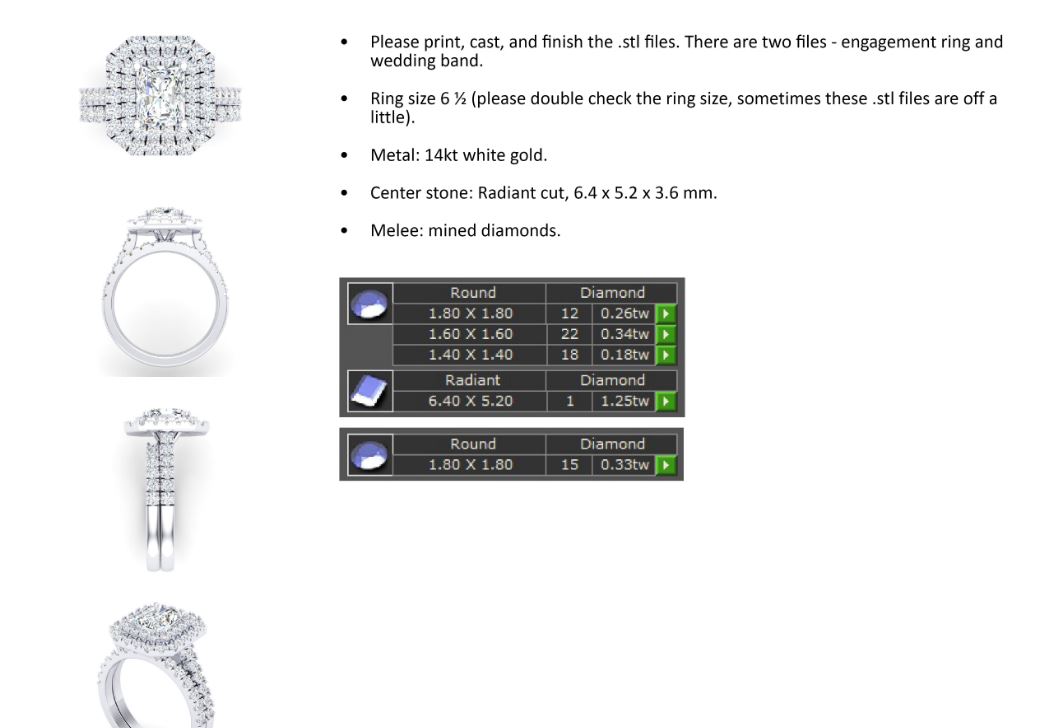 • Please print, cast, and finish the .stl files. There are two files - engagement ring and
wedding band.
• Ring size 6 ½ (please double check the ring size, sometimes these .stl files are off a
little).
• Metal: 14kt white gold.
• Center stone: Radiant cut, 6.4 x 5.2 x 3.6 mm.
• Melee: mined diamonds.
Round Diamond
1.80 X 1.80 12 0.26tw
1.60 X 1.60 22 0.34tw
1.40 X 1.40 18 0.18tw
Radiant Diamond
6.40 X 5.20 1 1.25tw
Round Diamond
1.80 X 1.80 15 0.33tw